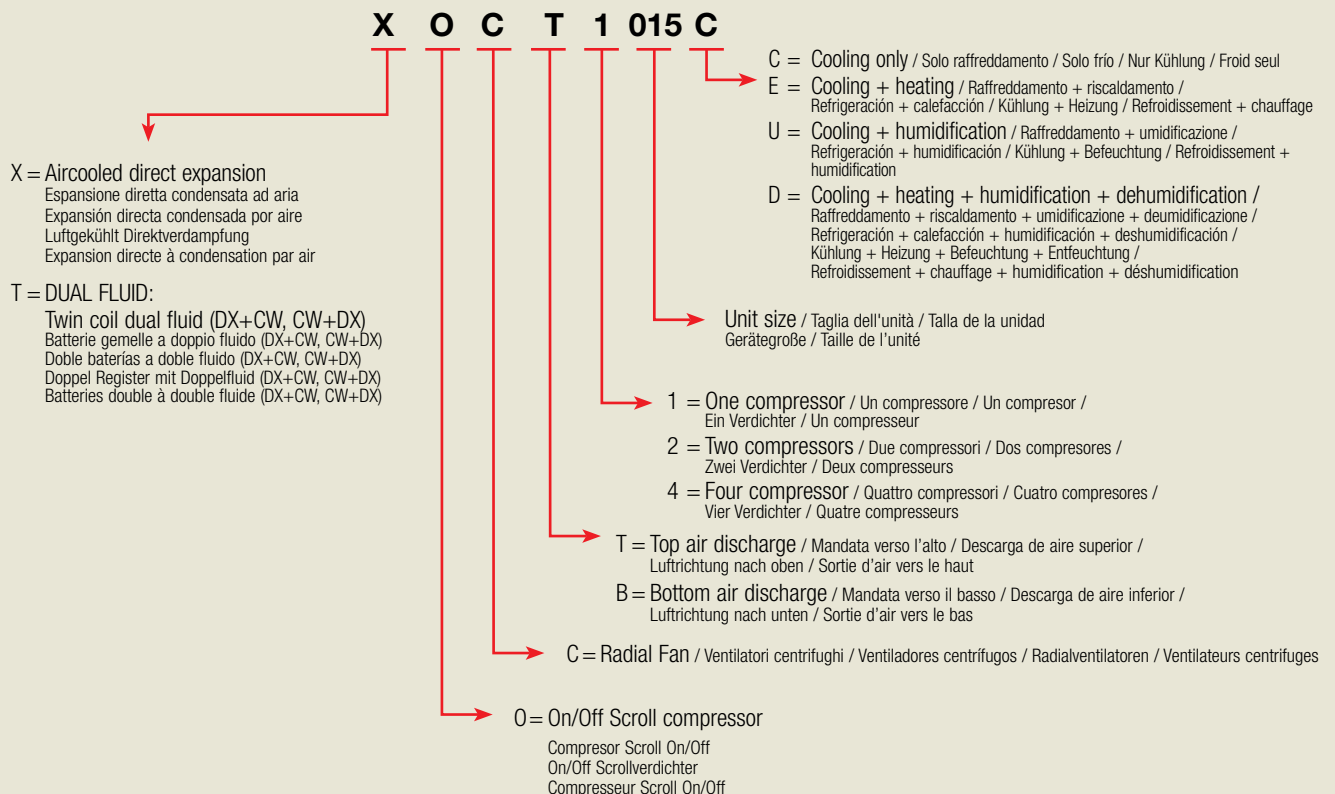 X O C T 1 015 C
C = Cooling only / Solo raffreddamento / Solo frío / Nur Kühlung / Froid seul
E = Cooling + heating / Raffreddamento + riscaldamento /
Refrigeración + calefacción / Kühlung + Heizung / Refroidissement + chauffage
U = Cooling + humidification / Raffreddamento + umidificazione /
Refrigeración + humidificación / Kühlung + Befeuchtung / Refroidissement +
humidification
D = Cooling + heating + humidification + dehumidification /
Raffreddamento + riscaldamento + umidificazione + deumidificazione /
Refrigeración + calefacción + humidificación + deshumidificación /
Kühlung + Heizung + Befeuchtung + Entfeuchtung /
Refroidissement + chauffage + humidification + déshumidification
X = Aircooled direct expansion
Espansione diretta condensata ad aria
Expansión directa condensada por aire
Luftgekühlt Direktverdampfung
Expansion directe à condensation par air
T = DUAL FLUID:
Twin coil dual fluid (DX+CW, CW+DX)
Batterie gemelle a doppio fluido (DX+CW, CW+DX)
Doble baterías a doble fluido (DX+CW, CW+DX)
Doppel Register mit Doppelfluid (DX+CW, CW+DX)
Batteries double à double fluide (DX+CW, CW+DX)
Unit size / Taglia dell'unità / Talla de la unidad
Gerätegroße / Taille de l'unité
1 = One compressor / Un compressore / Un compresor /
Ein Verdichter / Un compresseur
2 = Two compressors / Due compressori / Dos compresores /
Zwei Verdichter / Deux compresseurs
4 = Four compressor / Quattro compressori / Cuatro compresores /
Vier Verdichter / Quatre compresseurs
T = Top air discharge / Mandata verso l'alto / Descarga de aire superior /
Luftrichtung nach oben / Sortie d'air vers le haut
B = Bottom air discharge / Mandata verso il basso / Descarga de aire inferior /
Luftrichtung nach unten / Sortie d'air vers le bas
C = Radial Fan / Ventilatori centrifughi / Ventiladores centrífugos / Radialventilatoren / Ventilateurs centrifuges
O = On/Off Scroll compressor
Compresor Scroll On/Off
On/Off Scrollverdichter
Compresseur Scroll On/Off